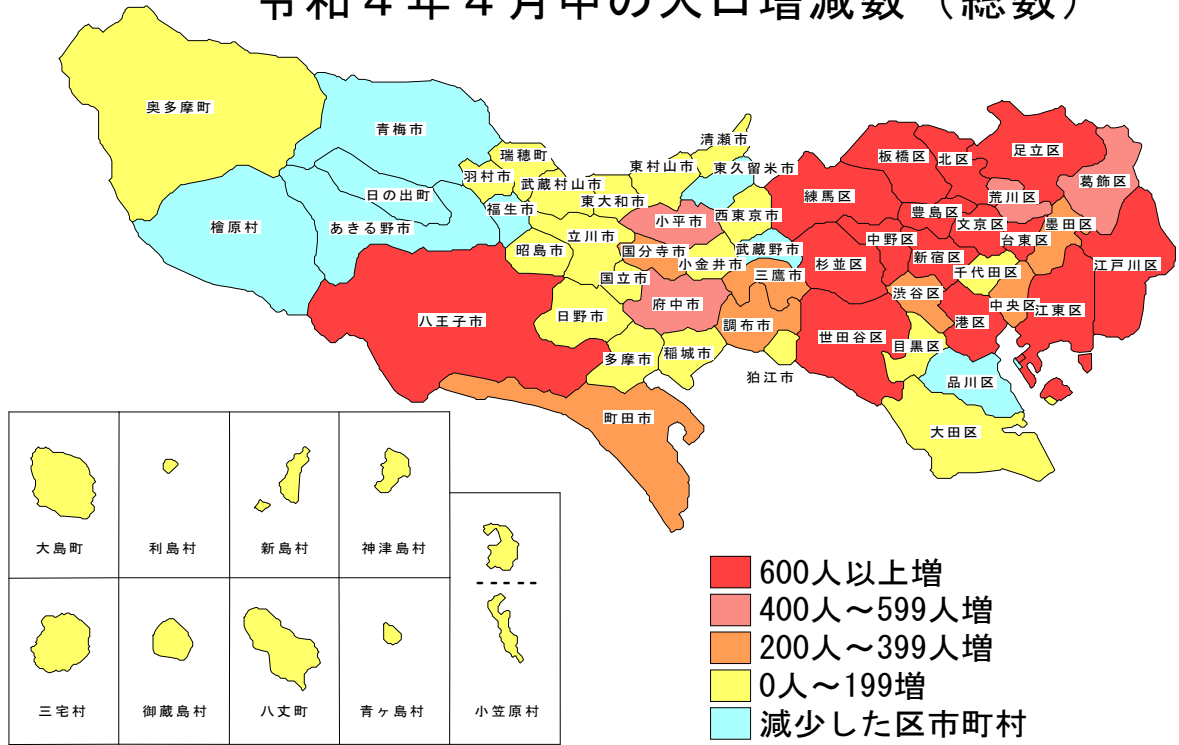 令和４年４月中の人口増減数（総数）
奥多摩町
青梅市
清瀬市
瑞穂町
東村山市
東久留米市
板橋区
北区
足立区
羽村市
武蔵村山市
葛飾区
日の出町
東大和市
練馬区
荒川区
福生市
小平市
西東京市
豊島区
文京区
墨田区
檜原村
あきる野市
立川市
中野区
台東区
昭島市
国分寺市
武蔵野市
小金井市
杉並区
新宿区
江戸川区
国立市
三鷹市
千代田区
渋谷区
府中市
中央区
江東区
八王子市
日野市
調布市
港区
世田谷区
目黒区
多摩市
稲城市
狛江市
品川区
町田市
大田区
大島町
利島村
新島村
神津島村
三宅村
御蔵島村
八丈町
青ヶ島村
小笠原村
600人以上増
400人～599人増
200人～399人増
0人～199増
減少した区市町村